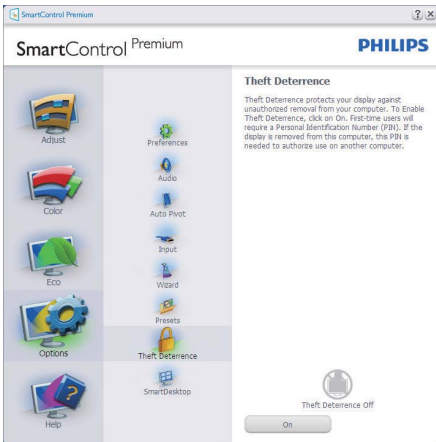 SmartControl Premium
SmartControl Premium
PHILIPS
Adjust
Color
Eco
Options
Help
Preferences
Audio
Auto Pivot
Input
Wizard
Presets
Theft Deterrence
SmartDesktop
Theft Deterrence
Theft Deterrence protects your display against
unauthorized removal from your computer. To Enable
Theft Deterrence, click on On. First-time users will
require a Personal Identification Number (PIN). If the
display is removed from this computer, this PIN is
needed to authorize use on another computer.
Theft Deterrence Off
On